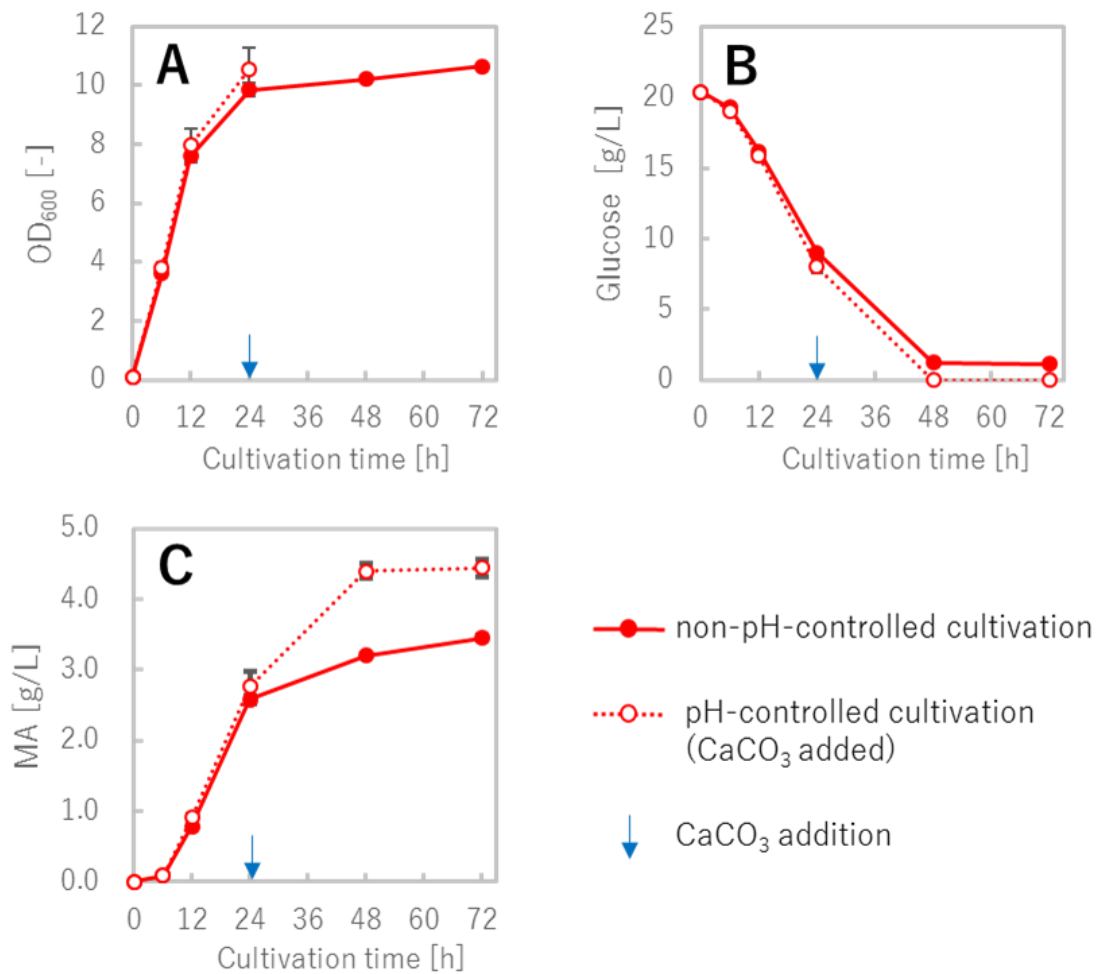 A
OD₆₀₀ [-]
12
10
8
6
4
2
0
0 12 24 36 48 60 72
Cultivation time [h]
B
Glucose [g/L]
25
20
15
10
5
0
0 12 24 36 48 60 72
Cultivation time [h]
C
MA [g/L]
5.0
4.0
3.0
2.0
1.0
0.0
0 12 24 36 48 60 72
Cultivation time [h]
non-pH-controlled cultivation
pH-controlled cultivation
(CaCO₃ added)
CaCO₃ addition